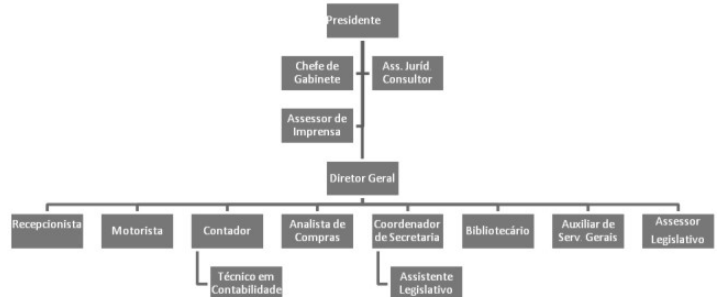 Presidente
Chefe de
Gabinete
Ass. Juríd.
Consultor
Assessor de
Imprensa
Diretor Geral
Recepcionista
Motorista
Contador
Analista de
Compras
Coordenador
de Secretaria
Bibliotecário
Auxiliar de
Serv. Gerais
Assessor
Legislativo
Técnico em
Contabilidade
Assistente
Legislativo